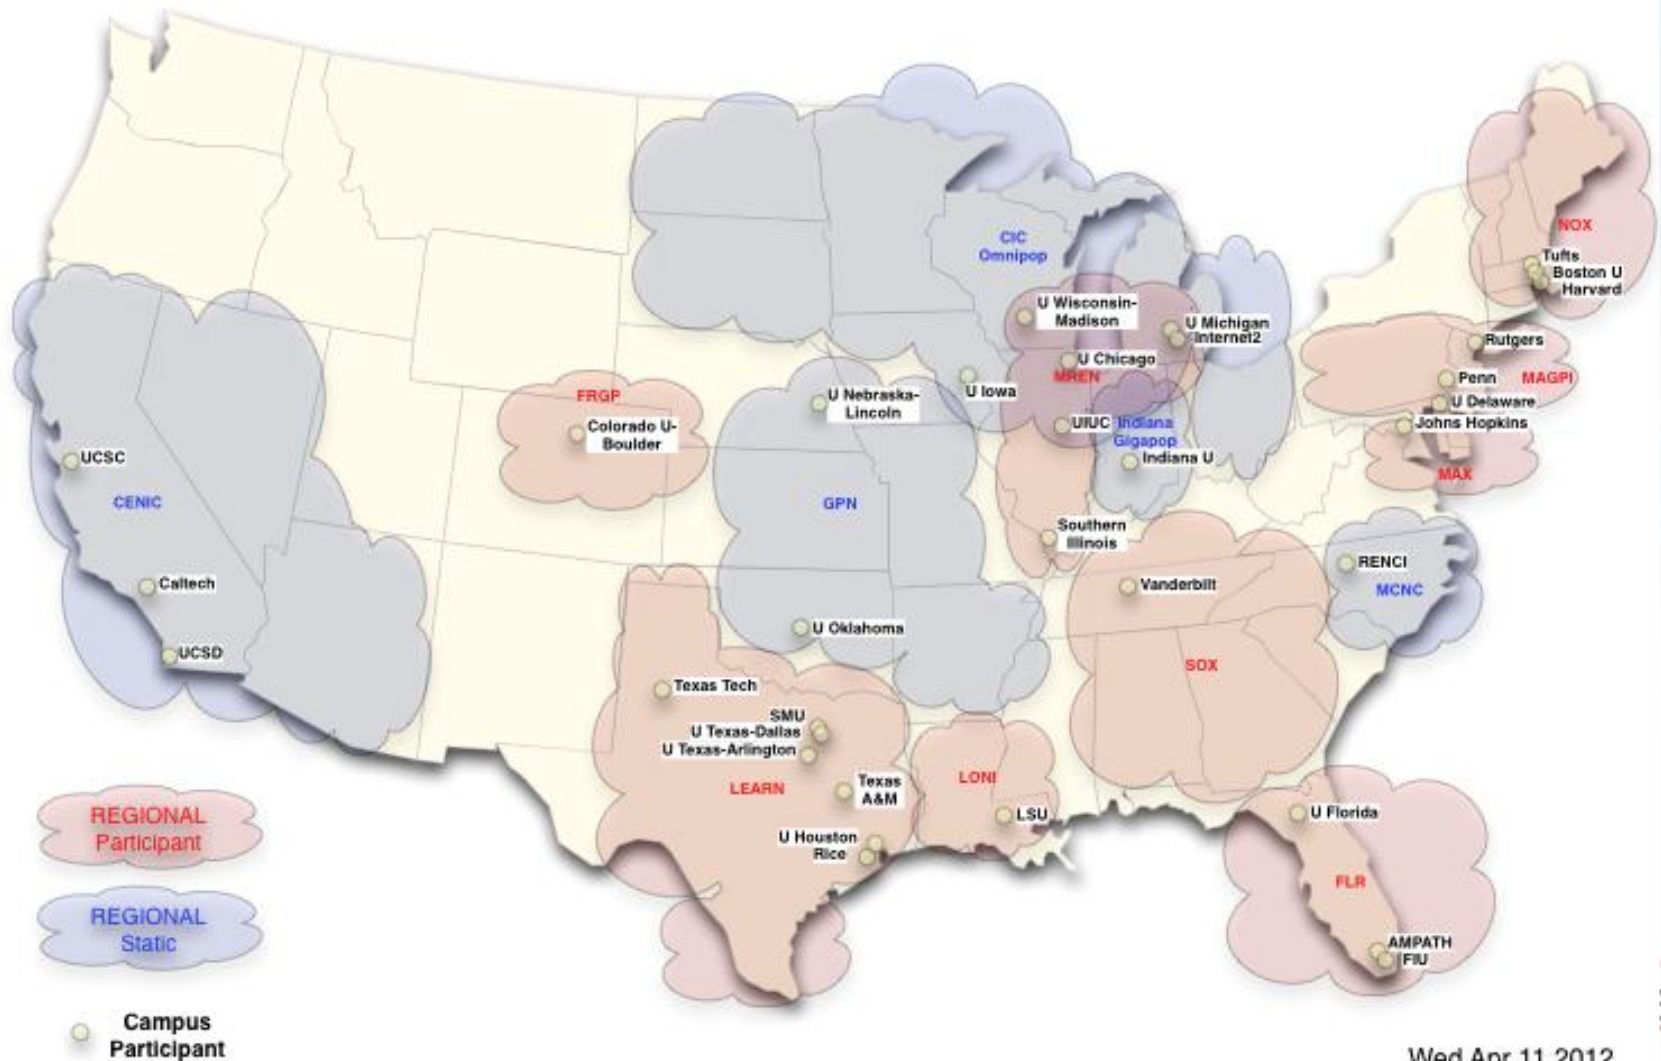 NOX
Tufts
Boston U
Harvard
CIC
Omnipop
U Wisconsin-
Madison
U Michigan
Internet2
U Chicago
MREN
Rutgers
Penn
MAGPI
U Delaware
Johns Hopkins
MAX
FRGP
Colorado U-
Boulder
U Nebraska-
Lincoln
U Iowa
UIUC
Indiana
Gigapop
Indiana U
UCSC
CENIC
GPN
Southern
Illinois
RENCI
MCNC
Caltech
Vanderbilt
U Oklahoma
UCSD
SOX
Texas Tech
SMU
U Texas-Dallas
U Texas-Arlington
LEARN
Texas
A&M
LONI
LSU
U Houston
Rice
U Florida
FLR
AMPATH
FIU
REGIONAL
Participant
REGIONAL
Static
Campus
Participant
Wed Apr 11 2012